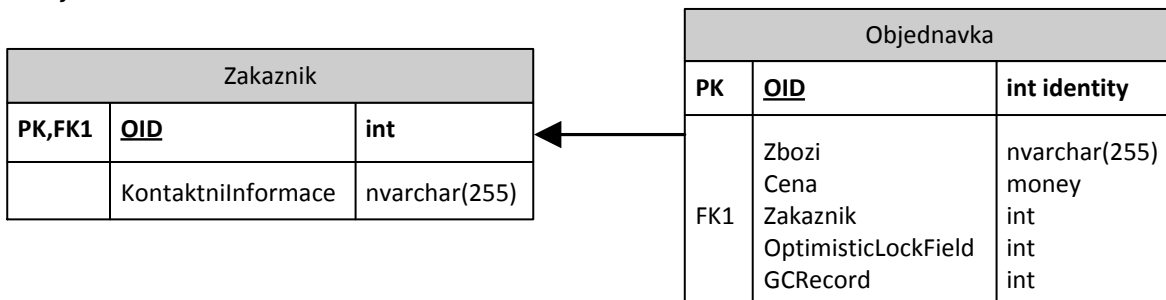 Zakaznik
PK,FK1 OID int
KontaktniInformace nvarchar(255)
Objednavka
PK OID int identity
Zbozi nvarchar(255)
Cena money
FK1 Zakaznik int
OptimisticLockField int
GCRecord int